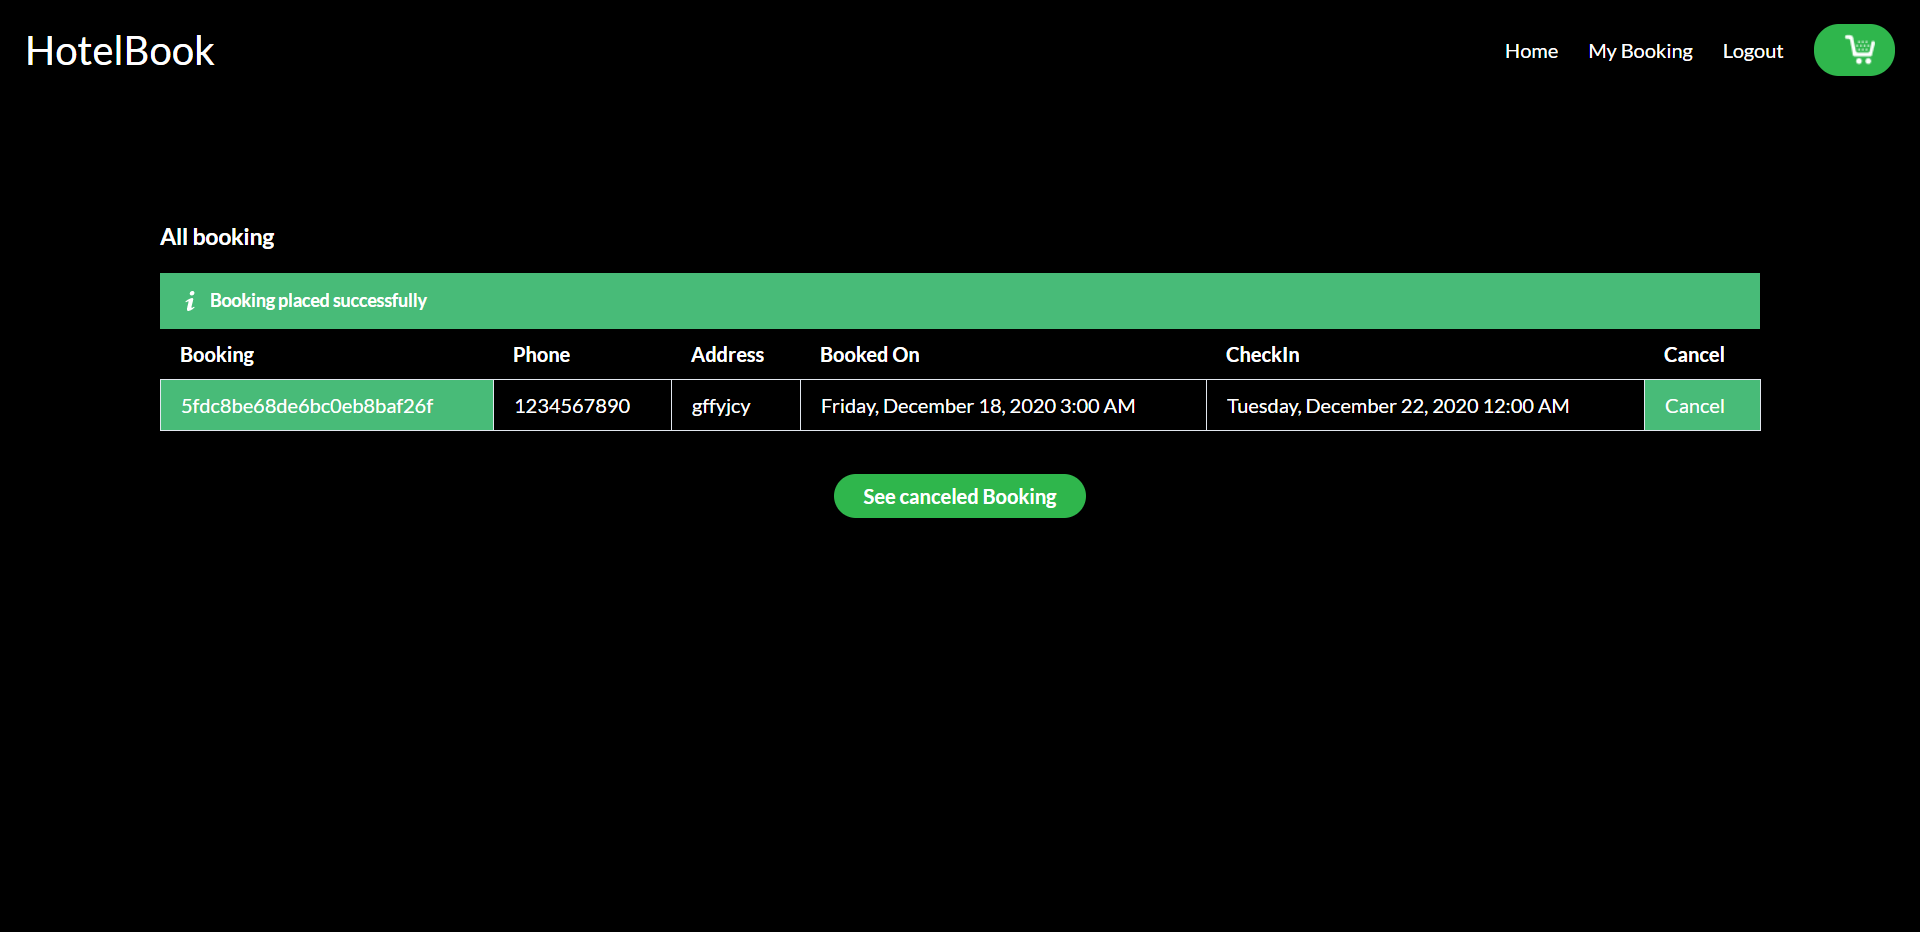 HotelBook
Home My Booking Logout
All booking
Booking placed successfully
Booking Phone Address Booked On CheckIn Cancel
5fdc8be68de6bc0eb8baf26f 1234567890 gffyjcy Friday, December 18, 2020 3:00 AM Tuesday, December 22, 2020 12:00 AM Cancel
See canceled Booking